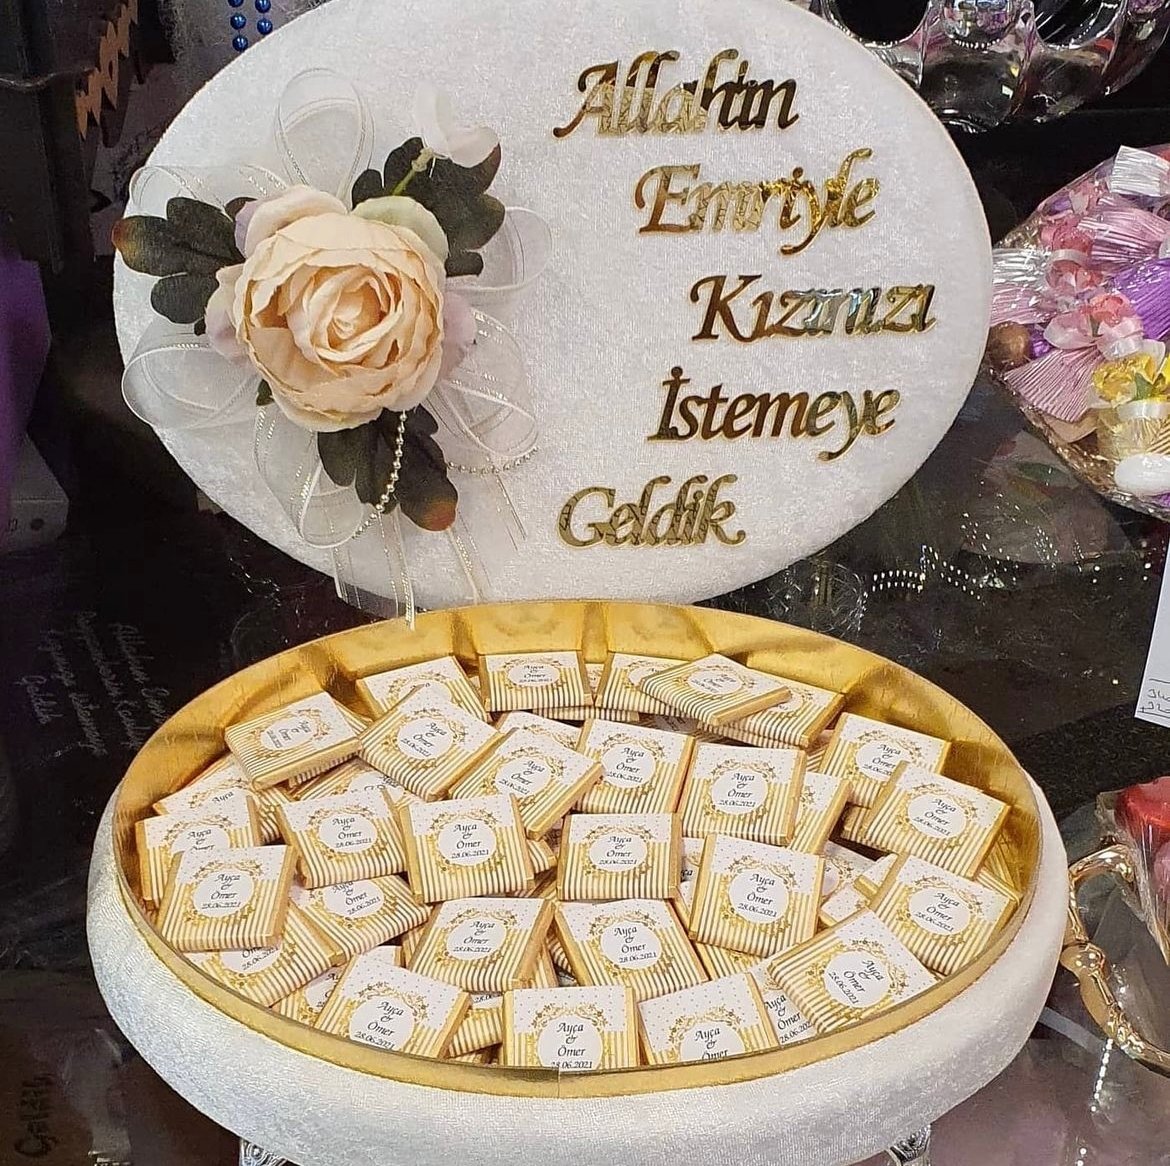 Allahın
Emriyle
Kızınızı
İstemeye
Geldik
Ayça
&
Ömer
28.06.2021